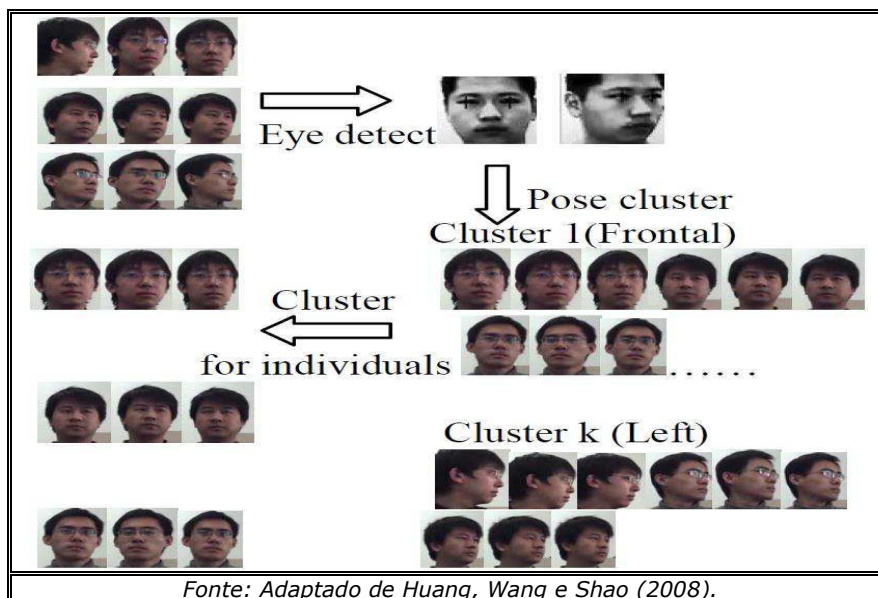 Eye detect
Pose cluster
Cluster 1(Frontal)
Cluster
for individuals
......
Cluster k (Left)
Fonte: Adaptado de Huang, Wang e Shao (2008).